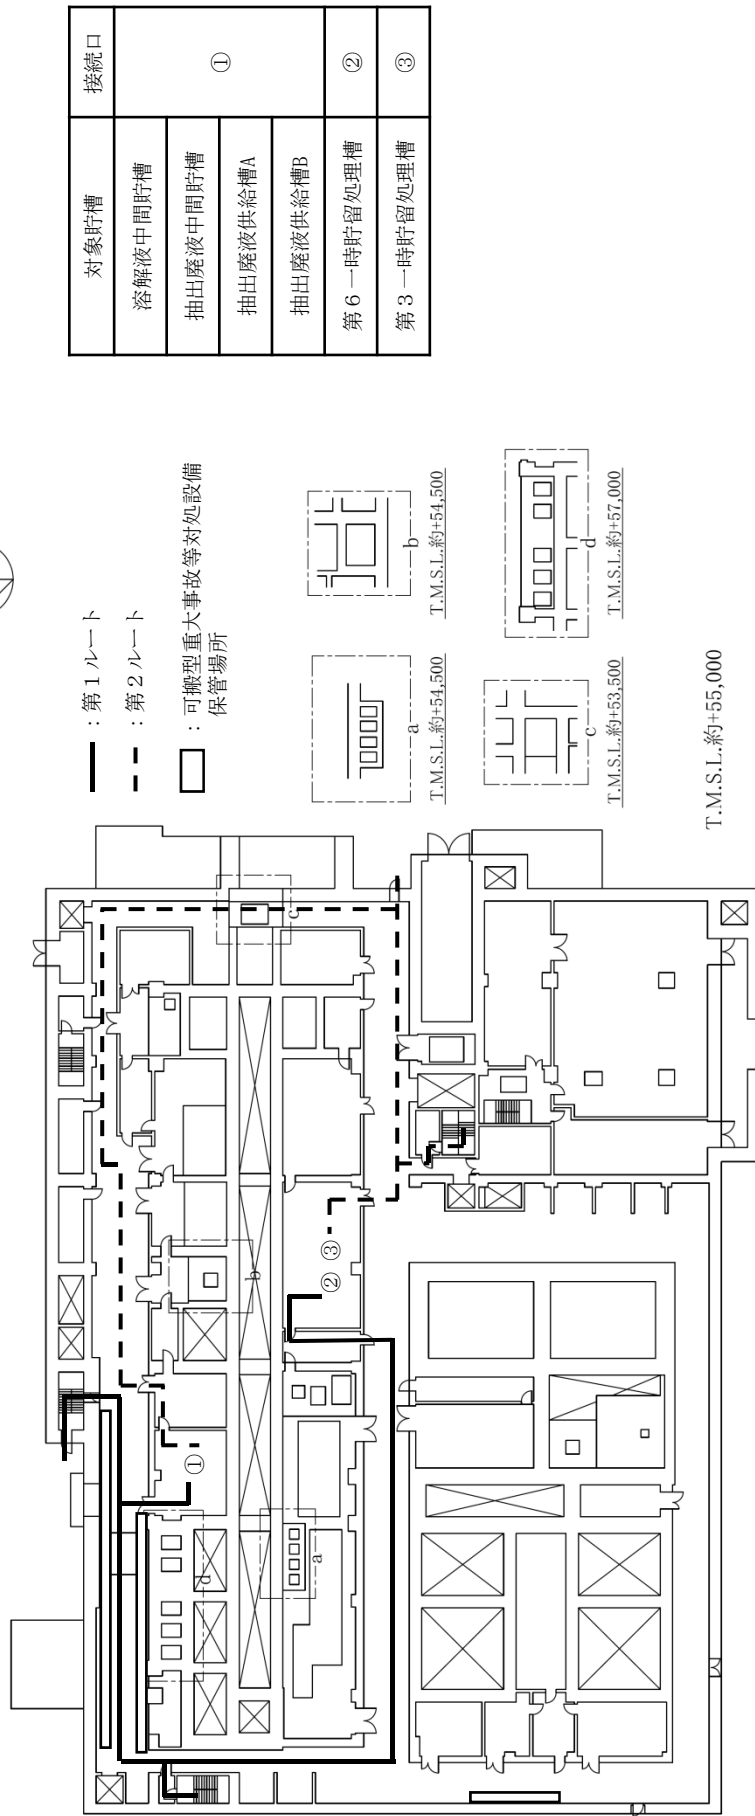 対象貯槽 接続口
溶解液中間貯槽 ①
抽出廃液中間貯槽
抽出廃液供給槽A
抽出廃液供給槽B
第6一時貯留処理槽 ②
第3一時貯留処理槽 ③
:第1ルート
:第2ルート
:可搬型重大事故等対処設備
保管場所
a
T.M.S.L.約+54,500
b
T.M.S.L.約+54,500
c
T.M.S.L.約+53,500
d
T.M.S.L.約+57,000
T.M.S.L.約+55,000
①
②
③
a
b
c
d